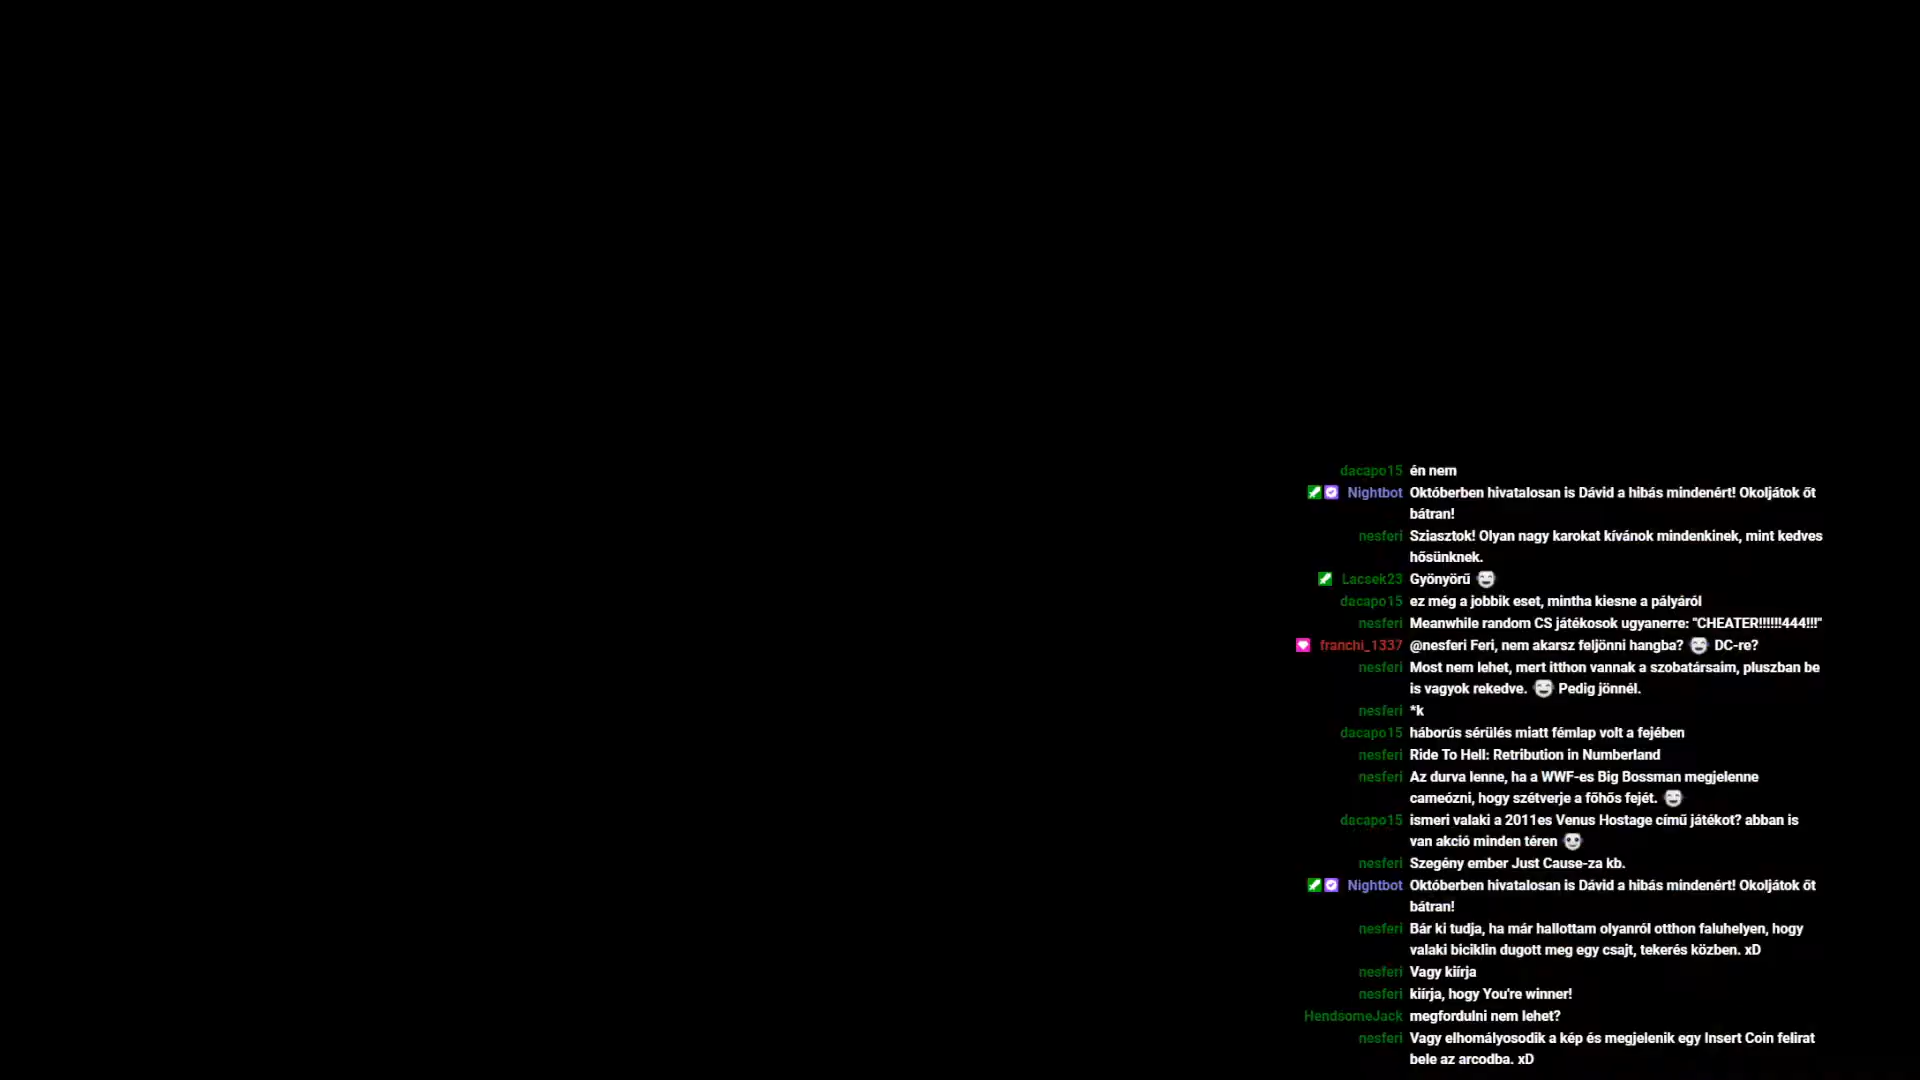 dacapo15 én nem
Nightbot Októberben hivatalosan is Dávid a hibás mindenért! Okoljátok őt
bátran!
nesferi Sziasztok! Olyan nagy karokat kívánok mindenkinek, mint kedves
hősünknek.
Lacsek23 Gyönyörű
dacapo15 ez még a jobbik eset, mintha kiesne a pályáról
nesferi Meanwhile random CS játékosok ugyanerre: "CHEATER!!!!!!444!!!"
franchi_1337 @nesferi Feri, nem akarsz feljönni hangba? DC-re?
nesferi Most nem lehet, mert itthon vannak a szobatársaim, pluszban be
is vagyok rekedve. Pedig jönnél.
nesferi *k
dacapo15 háborús sérülés miatt fémlap volt a fejében
nesferi Ride To Hell: Retribution in Numberland
nesferi Az durva lenne, ha a WWF-es Big Bossman megjelenne
cameózni, hogy szétverje a főhős fejét.
dacapo15 ismeri valaki a 2011es Venus Hostage című játékot? abban is
van akció minden téren
nesferi Szegény ember Just Cause-za kb.
Nightbot Októberben hivatalosan is Dávid a hibás mindenért! Okoljátok őt
bátran!
nesferi Bár ki tudja, ha már hallottam olyanról otthon faluhelyen, hogy
valaki biciklin dugott meg egy csajt, tekerés közben. xD
nesferi Vagy kiírja
nesferi kiírja, hogy You're winner!
HendsomeJack megfordulni nem lehet?
nesferi Vagy elhomályosodik a kép és megjelenik egy Insert Coin felirat
bele az arcodba. xD